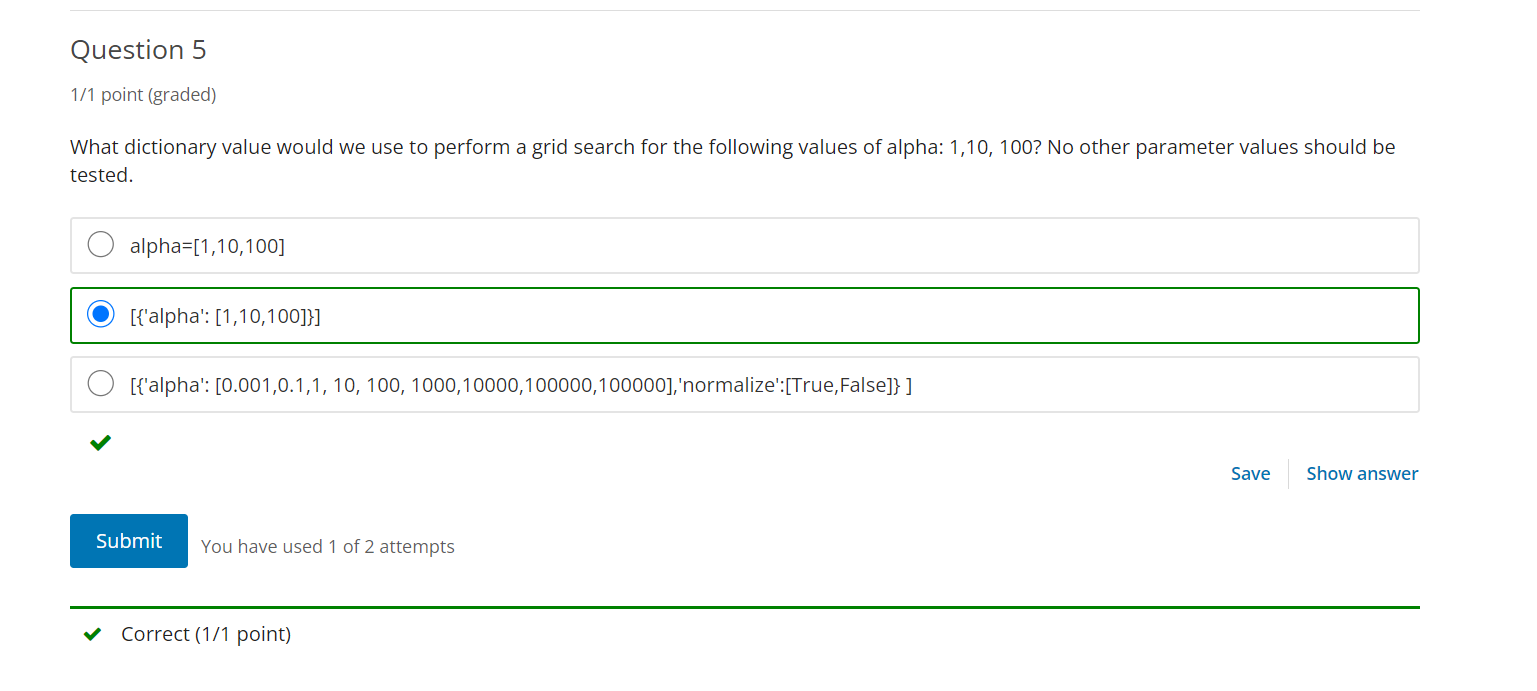 Question 5
1/1 point (graded)
What dictionary value would we use to perform a grid search for the following values of alpha: 1,10, 100? No other parameter values should be
tested.
alpha=[1,10,100]
[{'alpha': [1,10,100]}]
[{'alpha': [0.001,0.1,1, 10, 100, 1000,10000,100000,100000],'normalize':[True,False]} ]
Save
Show answer
Submit
You have used 1 of 2 attempts
Correct (1/1 point)